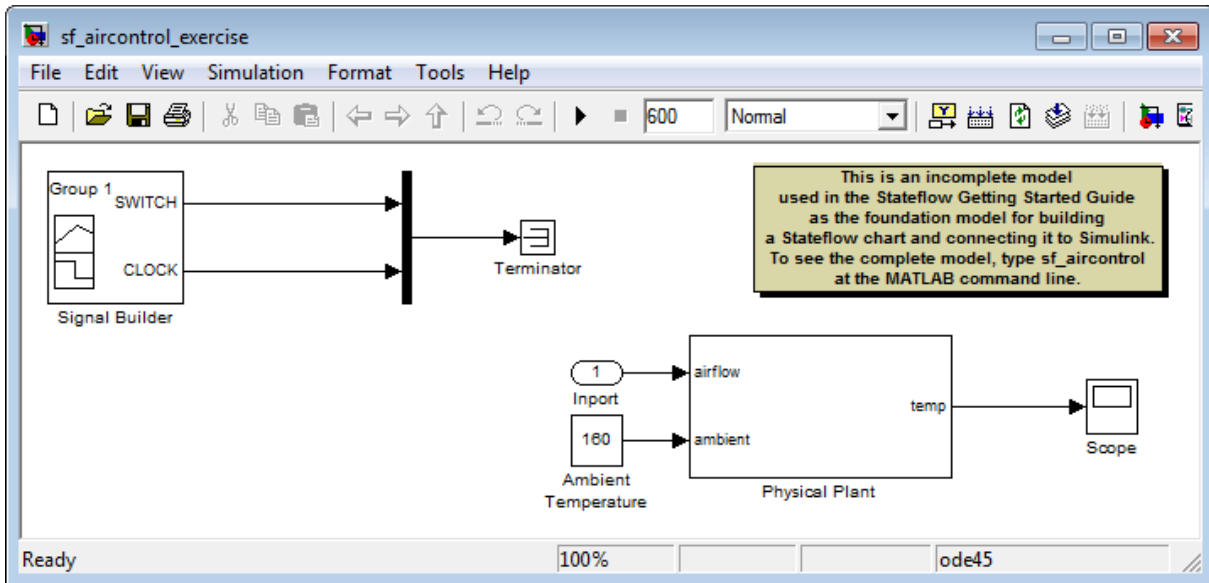 sf_aircontrol_exercise
File Edit View Simulation Format Tools Help
600 Normal
Group 1
SWITCH
CLOCK
Signal Builder
Terminator
This is an incomplete model
used in the Stateflow Getting Started Guide
as the foundation model for building
a Stateflow chart and connecting it to Simulink.
To see the complete model, type sf_aircontrol
at the MATLAB command line.
1
Inport
160
Ambient
Temperature
airflow
ambient
temp
Physical Plant
Scope
Ready 100% ode45